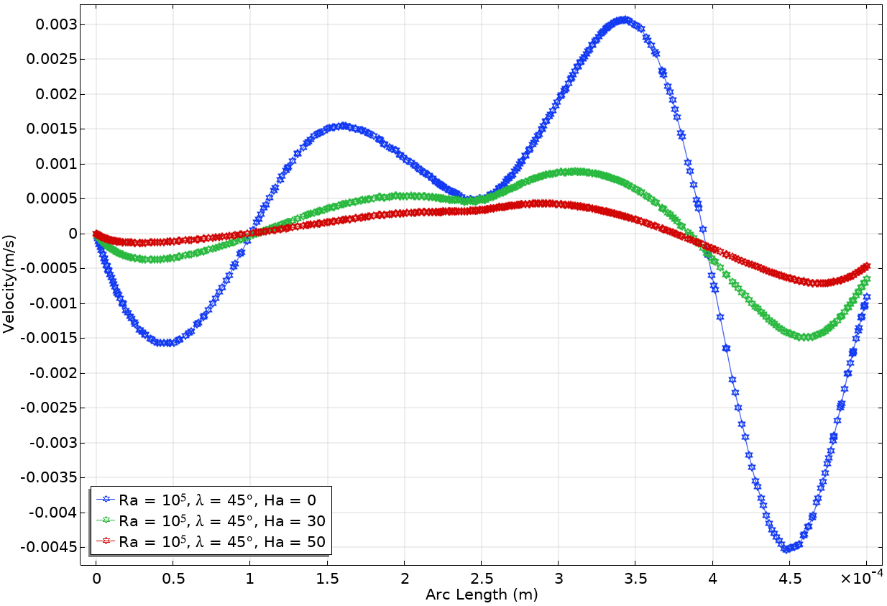 0.003
0.0025
0.002
0.0015
0.001
0.0005
0
-0.0005
-0.001
-0.0015
-0.002
-0.0025
-0.003
-0.0035
-0.004
-0.0045
Velocity(m/s)
Ra = 10⁵, λ = 45°, Ha = 0
Ra = 10⁵, λ = 45°, Ha = 30
Ra = 10⁵, λ = 45°, Ha = 50
0 0.5 1 1.5 2 2.5 3 3.5 4 4.5 ×10⁻⁴
Arc Length (m)